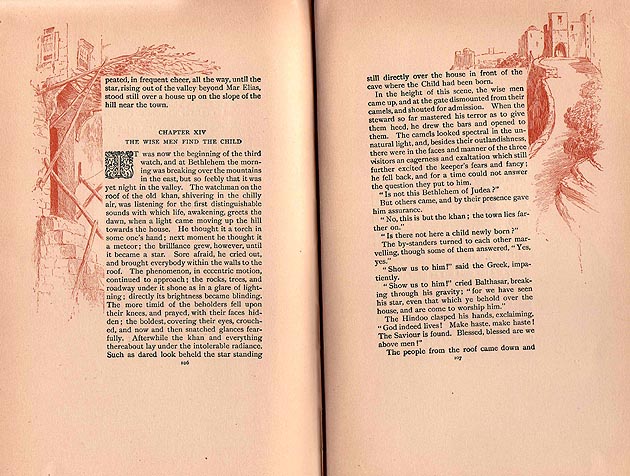 peated, in frequent cheer, all the way, until the
star, rising out of the valley beyond Mar Elias,
stood still over a house up on the slope of the
hill near the town.
CHAPTER XIV
THE WISE MEN FIND THE CHILD
IT was now the beginning of the third
watch, and at Bethlehem the morn-
ing was breaking over the mountains
in the east, but so feebly that it was
yet night in the valley. The watchman on the
roof of the old khan, shivering in the chilly
air, was listening for the first distinguishable
sounds with which life, awakening, greets the
dawn, when a light came moving up the hill
towards the house. He thought it a torch in
some one's hand; next moment he thought it
a meteor; the brilliance grew, however, until
it became a star. Sore afraid, he cried out,
and brought everybody within the walls to the
roof. The phenomenon, in eccentric motion,
continued to approach; the rocks, trees, and
roadway under it shone as in a glare of light-
ning; directly its brightness became blinding.
The more timid of the beholders fell upon
their knees, and prayed, with their faces hid-
den; the boldest, covering their eyes, crouch-
ed, and now and then snatched glances fear-
fully. Afterwhile the khan and everything
thereabout lay under the intolerable radiance.
Such as dared look beheld the star standing
106
still directly over the house in front of the
cave where the Child had been born.
In the height of this scene, the wise men
came up, and at the gate dismounted from their
camels, and shouted for admission. When the
steward so far mastered his terror as to give
them heed, he drew the bars and opened to
them. The camels looked spectral in the un-
natural light, and, besides their outlandishness,
there were in the faces and manner of the three
visitors an eagerness and exaltation which still
further excited the keeper's fears and fancy;
he fell back, and for a time could not answer
the question they put to him.
"Is not this Bethlehem of Judea?"
But others came, and by their presence gave
him assurance.
"No, this is but the khan; the town lies far-
ther on."
"Is there not here a child newly born?"
The by-standers turned to each other mar-
velling, though some of them answered, "Yes,
yes."
"Show us to him!" said the Greek, impa-
tiently.
"Show us to him!" cried Balthasar, break-
ing through his gravity; "for we have seen
his star, even that which ye behold over the
house, and are come to worship him."
The Hindoo clasped his hands, exclaiming,
"God indeed lives! Make haste, make haste!
The Saviour is found. Blessed, blessed are we
above men!"
The people from the roof came down and
107